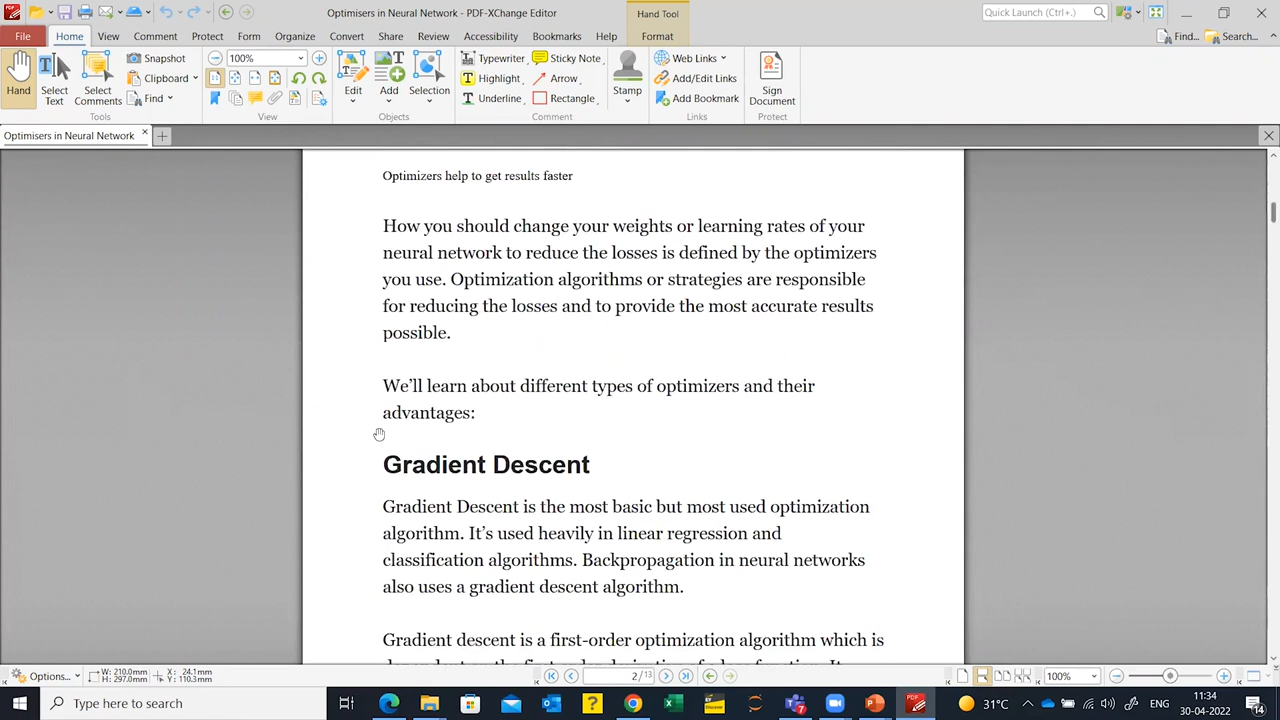 Optimisers in Neural Network - PDF-XChange Editor
Hand Tool
Quick Launch (Ctrl+.)
File
Home
View
Comment
Protect
Form
Organize
Convert
Share
Review
Accessibility
Bookmarks
Help
Format
Find...
Search...
Hand
Select Text
Select Comments
Snapshot
Clipboard
Find
Tools
100%
View
Edit
Add
Selection
Objects
Typewriter
Highlight
Underline
Sticky Note
Arrow
Rectangle
Stamp
Comment
Web Links
Add/Edit Links
Add Bookmark
Links
Sign Document
Protect
Optimisers in Neural Network
Optimizers help to get results faster
How you should change your weights or learning rates of your
neural network to reduce the losses is defined by the optimizers
you use. Optimization algorithms or strategies are responsible
for reducing the losses and to provide the most accurate results
possible.
We’ll learn about different types of optimizers and their
advantages:
Gradient Descent
Gradient Descent is the most basic but most used optimization
algorithm. It’s used heavily in linear regression and
classification algorithms. Backpropagation in neural networks
also uses a gradient descent algorithm.
Gradient descent is a first-order optimization algorithm which is
Options...
W: 210.0mm
H: 297.0mm
X: 24.1mm
Y: 110.3mm
2 / 13
100%
Type here to search
31°C
ENG
11:34
30-04-2022